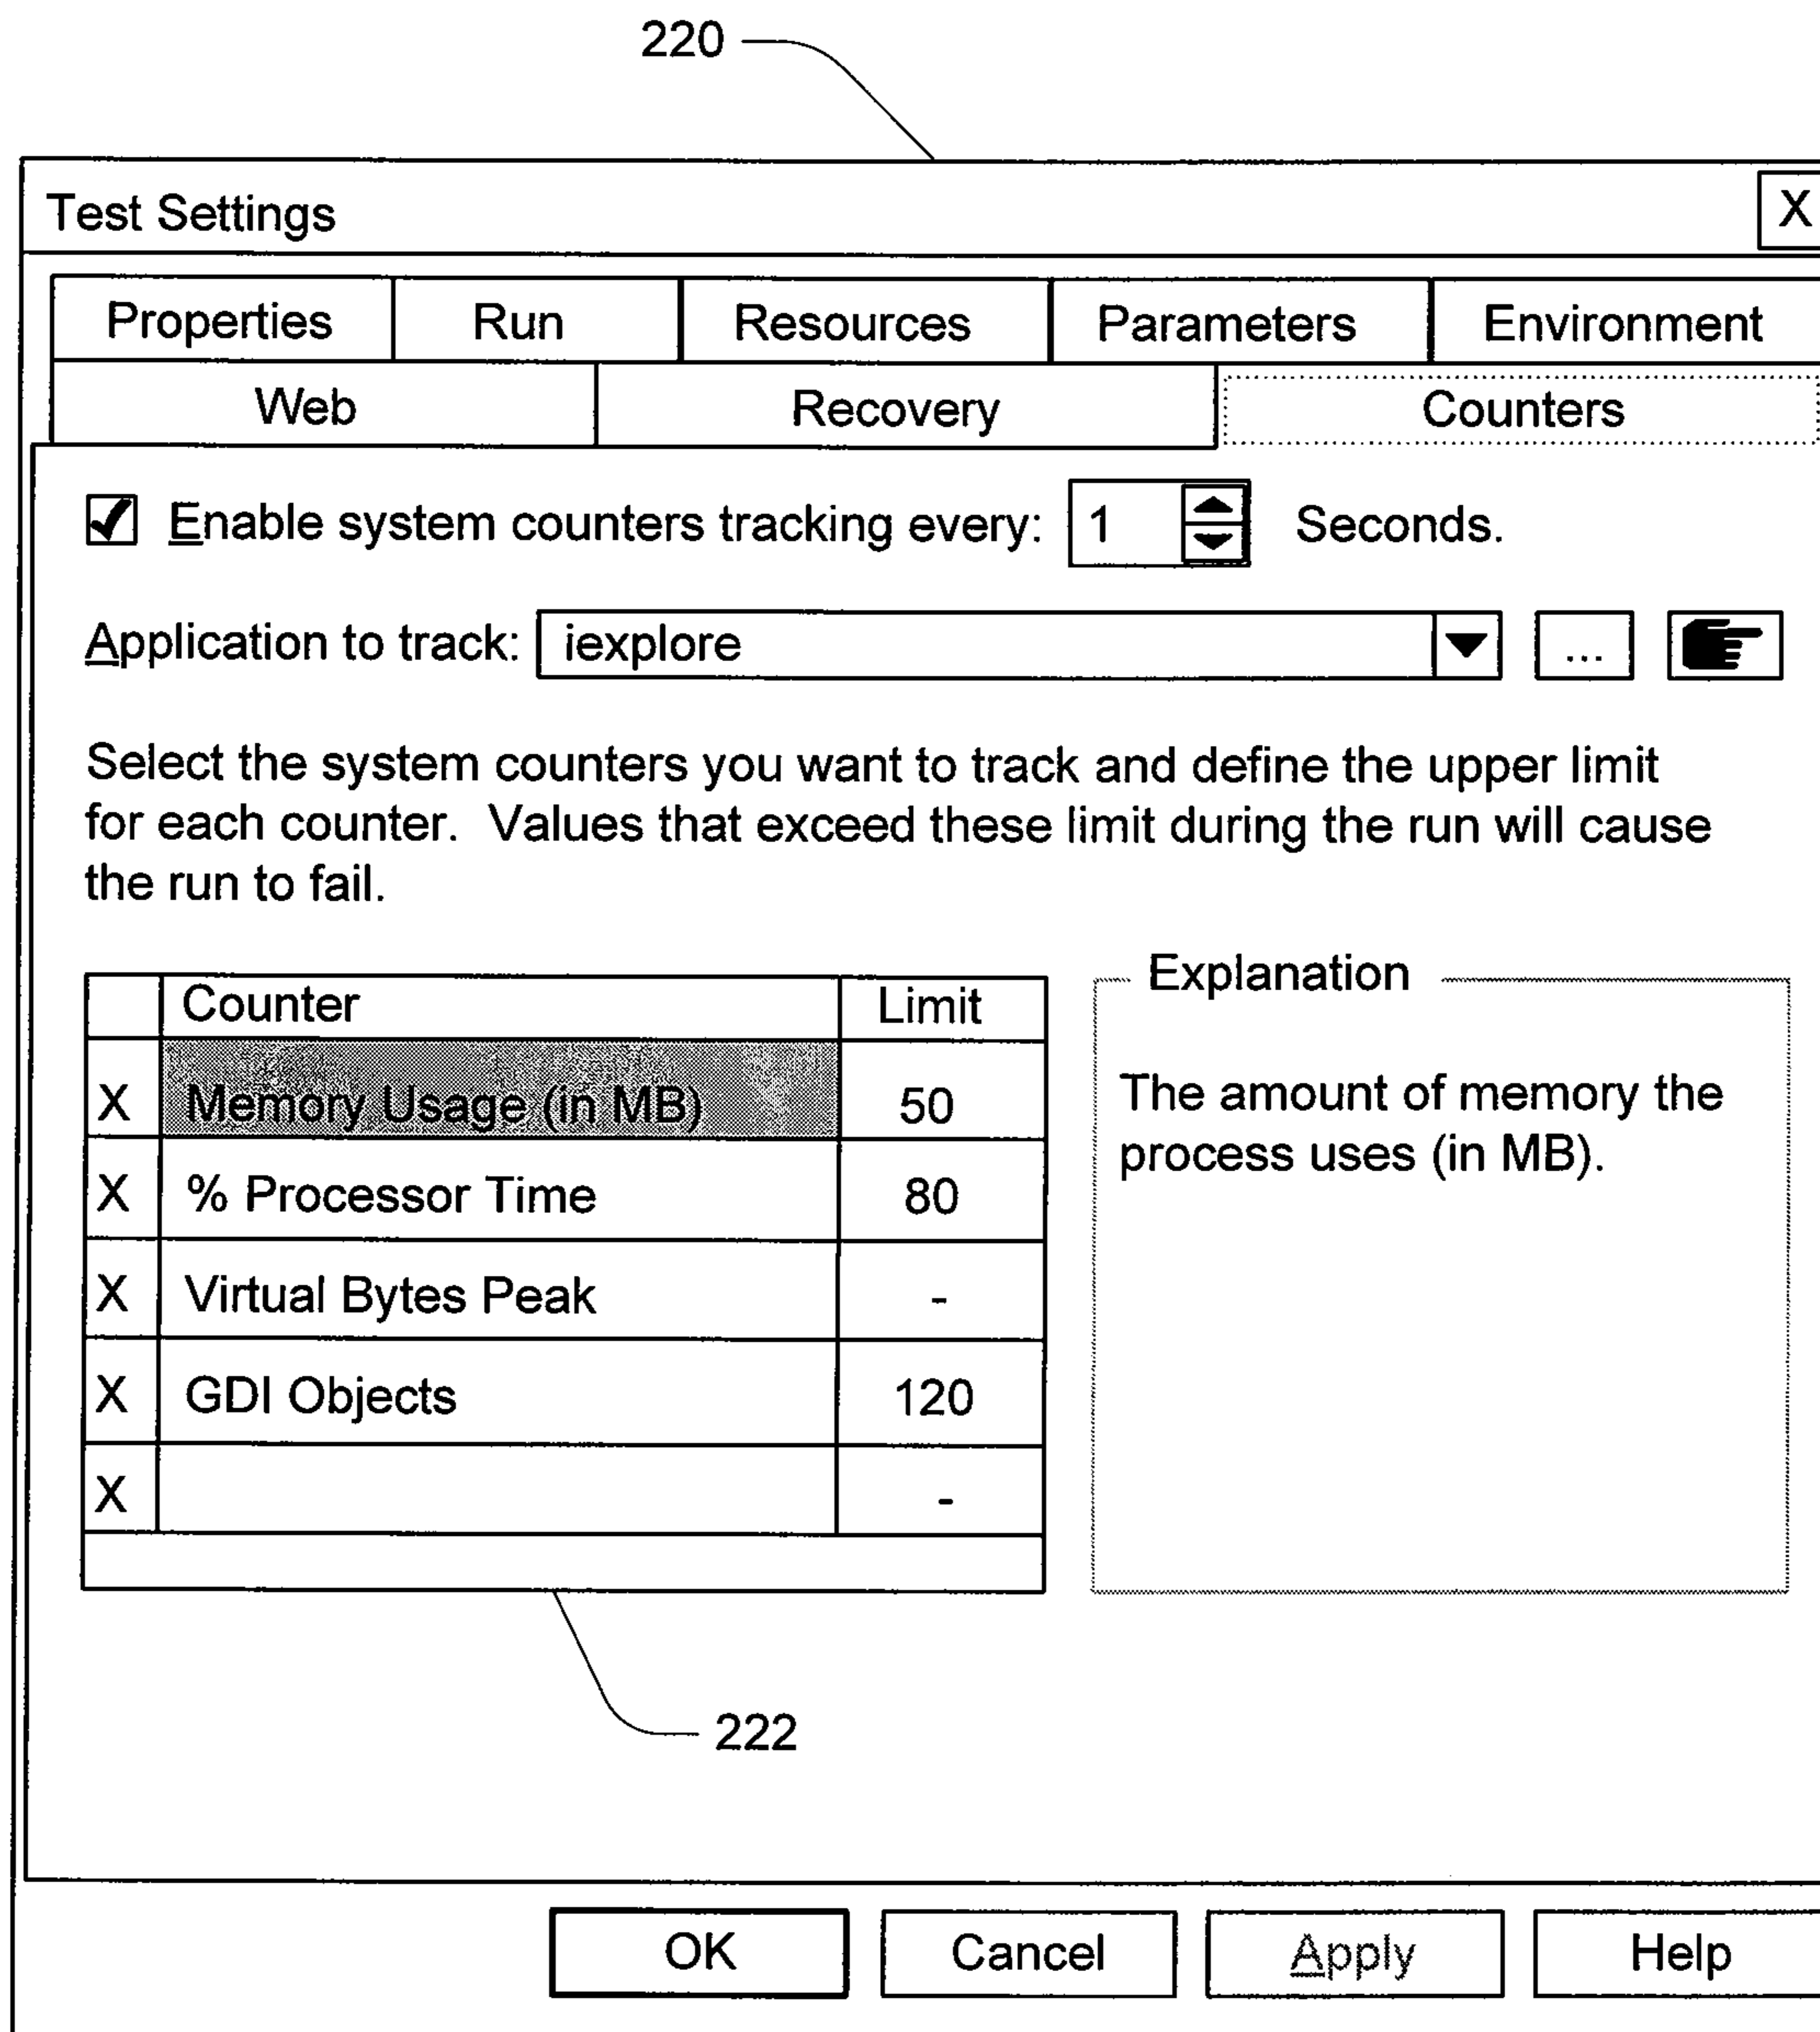 220
Test Settings X
Properties Run Resources Parameters Environment
Web Recovery Counters
Enable system counters tracking every: 1 Seconds.
Application to track: iexplore ...
Select the system counters you want to track and define the upper limit
for each counter. Values that exceed these limit during the run will cause
the run to fail.
Counter Limit
X Memory Usage (in MB) 50
X % Processor Time 80
X Virtual Bytes Peak -
X GDI Objects 120
X -
Explanation
The amount of memory the
process uses (in MB).
222
OK Cancel Apply Help